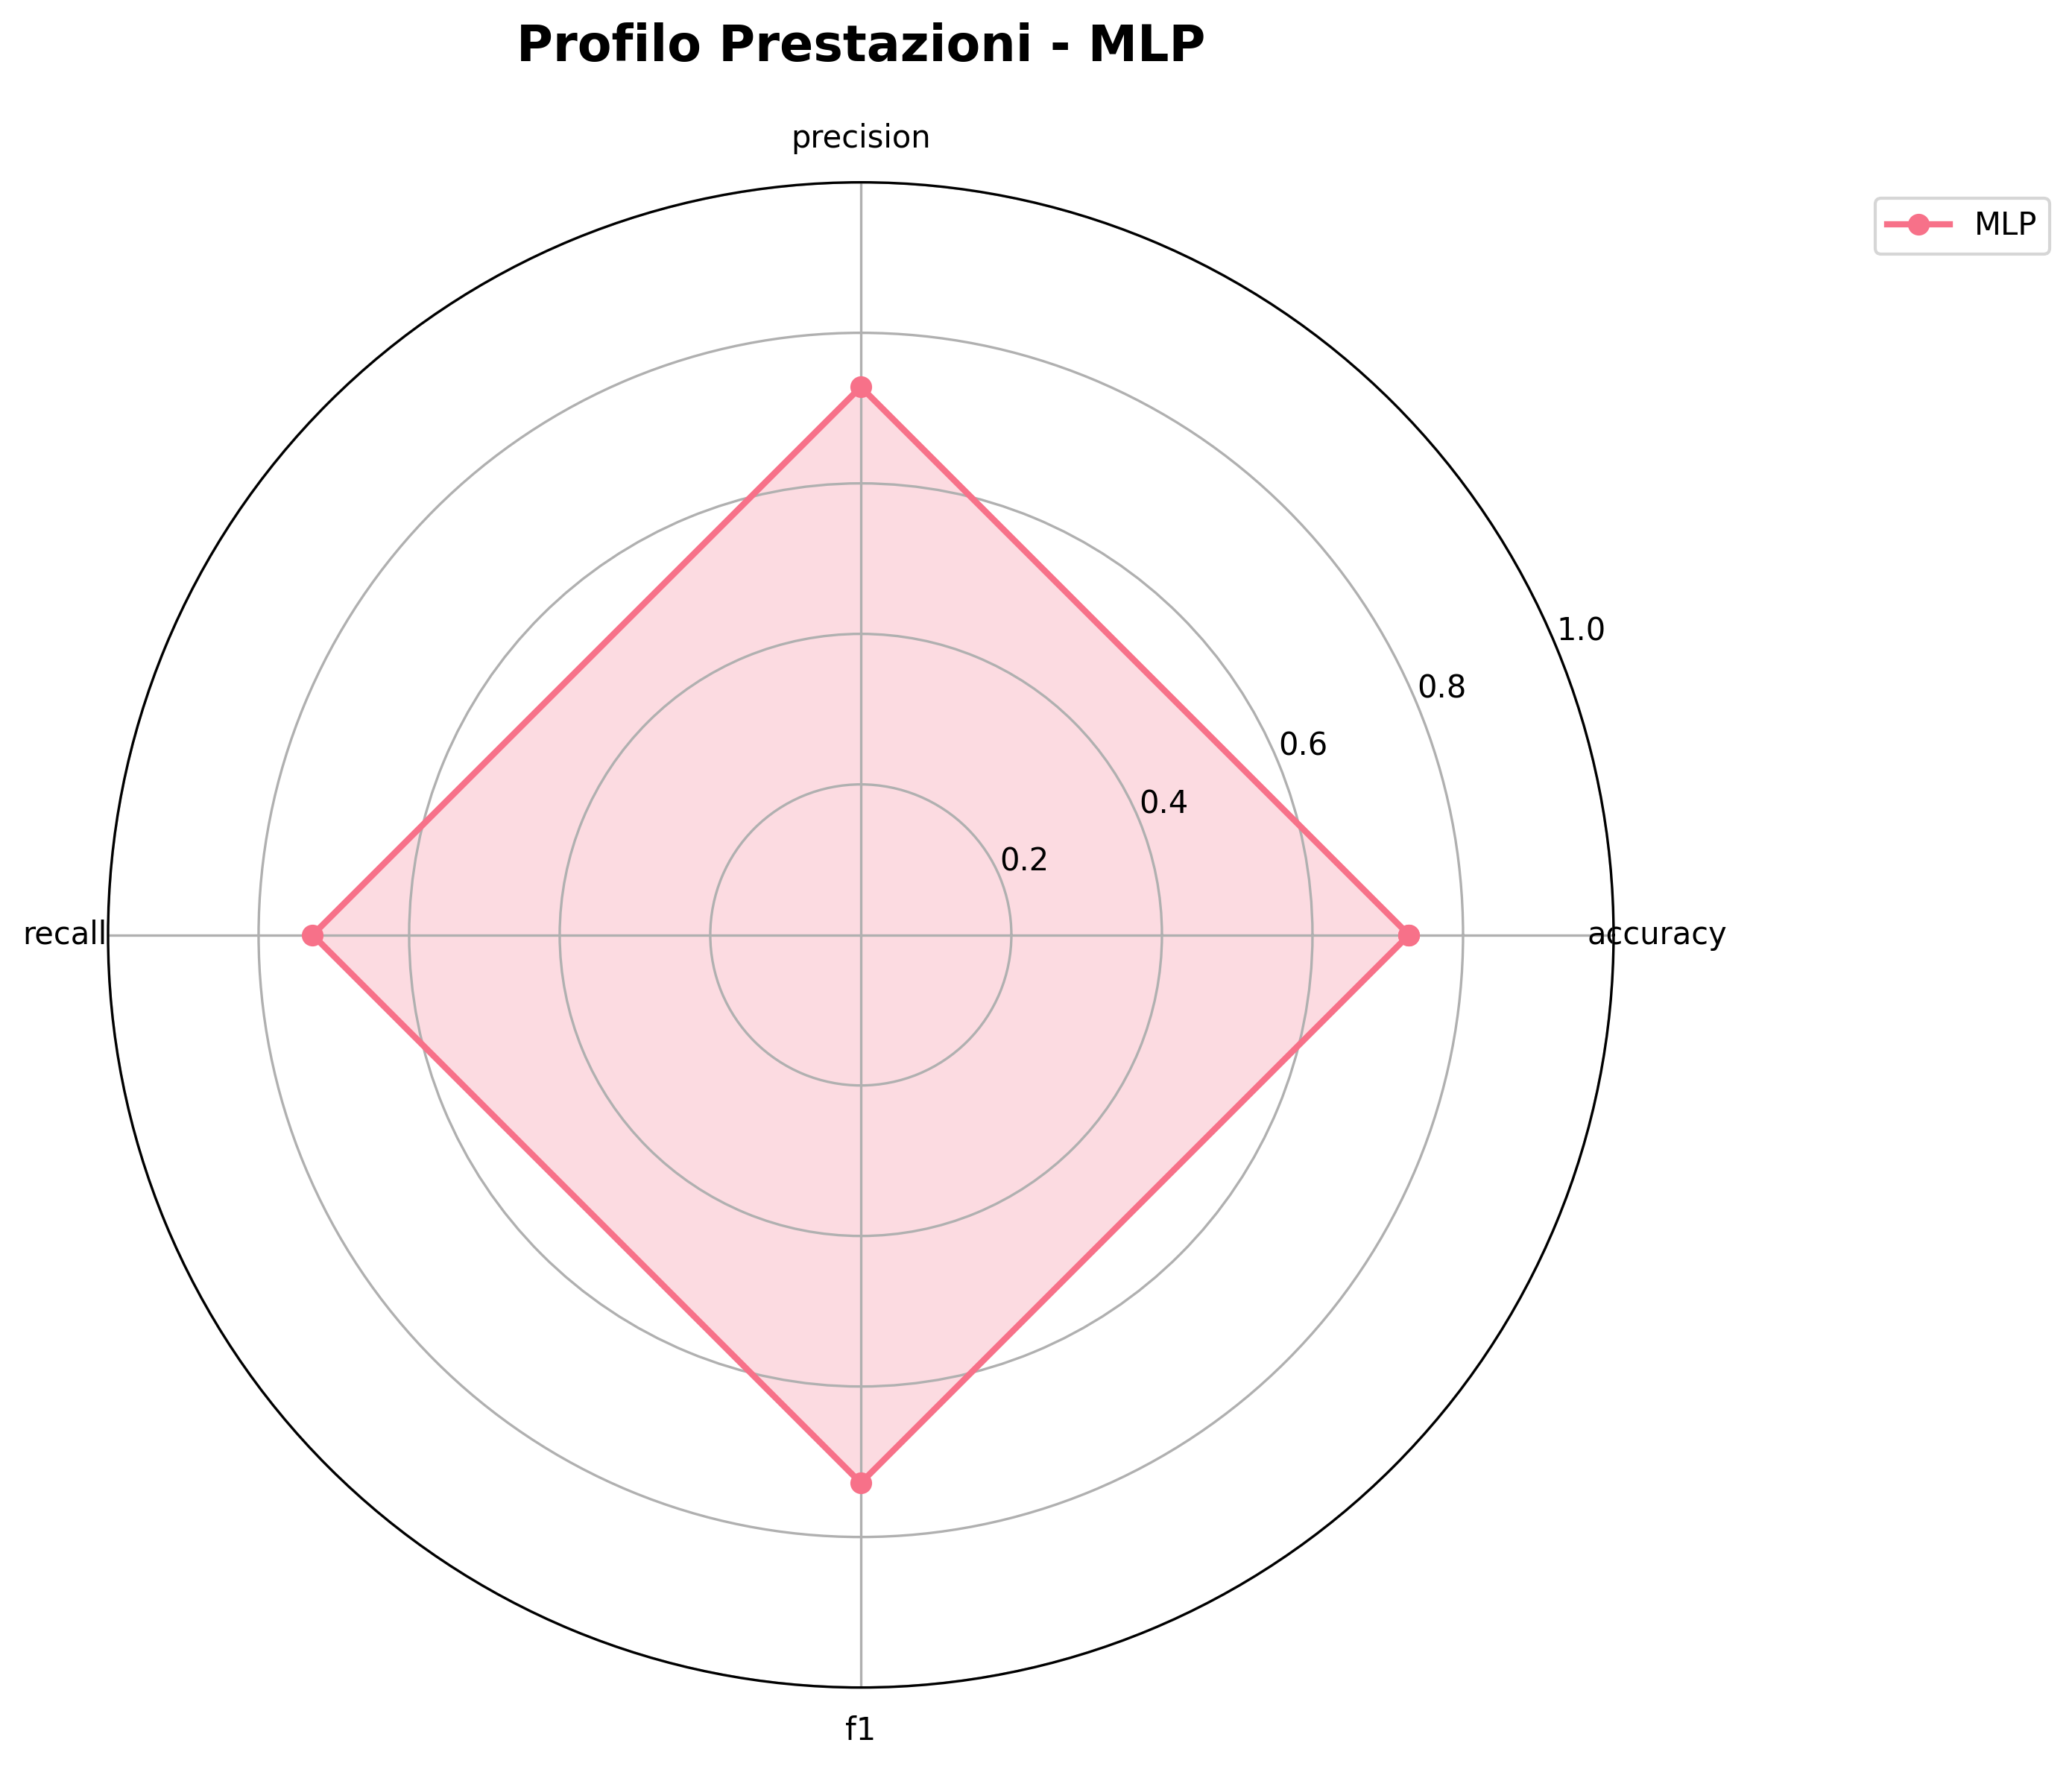 Profilo Prestazioni - MLP
precision
MLP
1.0
0.8
0.6
0.4
0.2
recall
accuracy
f1